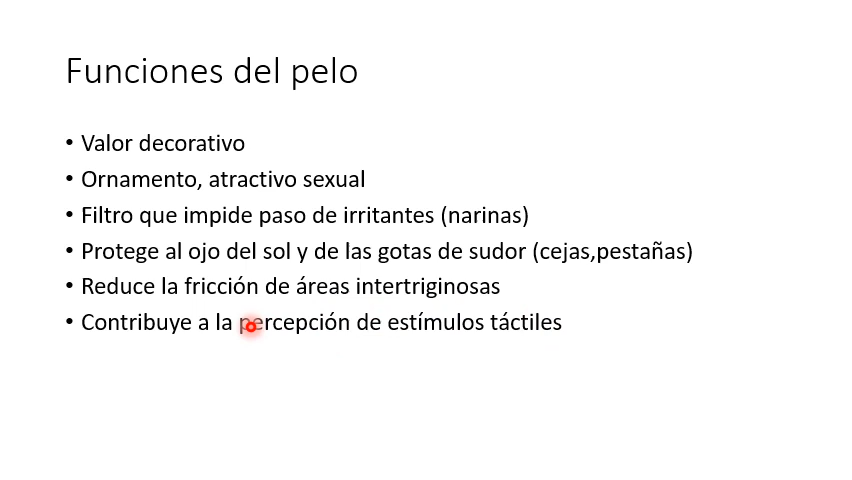 Funciones del pelo
• Valor decorativo
• Ornamento, atractivo sexual
• Filtro que impide paso de irritantes (narinas)
• Protege al ojo del sol y de las gotas de sudor (cejas,pestañas)
• Reduce la fricción de áreas intertriginosas
• Contribuye a la percepción de estímulos táctiles